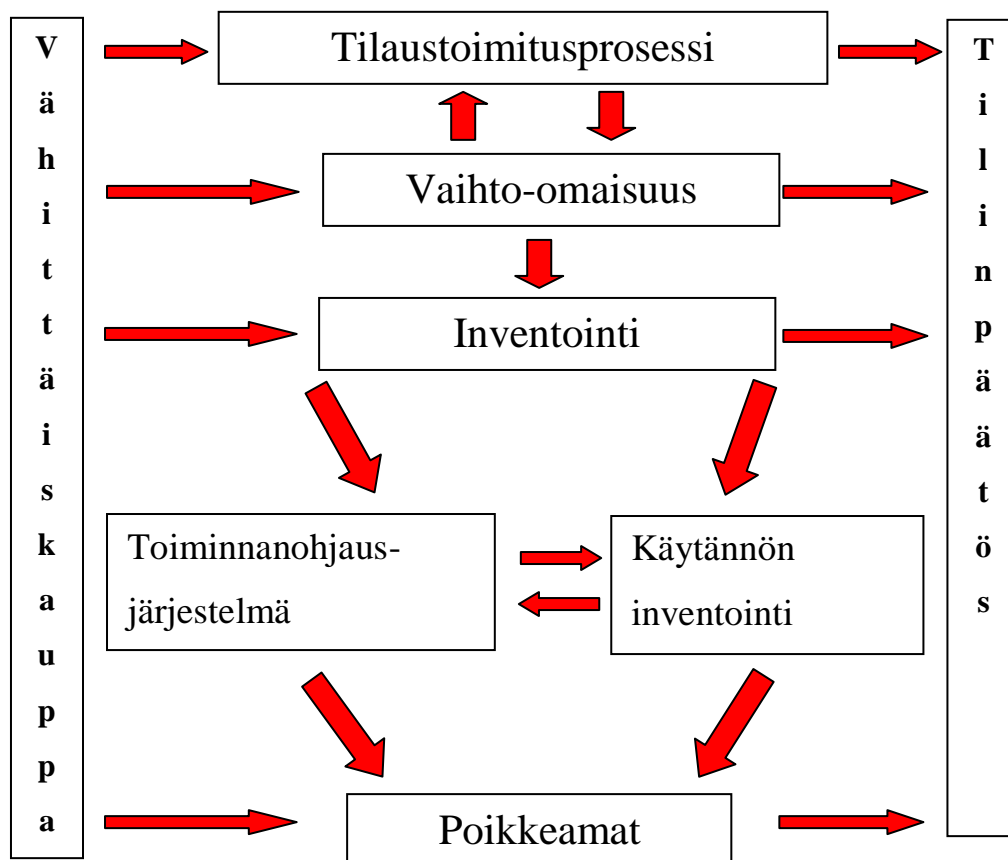 Vähittäiskauppa
Tilaustoimitusprosessi
Vaihto-omaisuus
Inventointi
Toiminnanohjaus-
järjestelmä
Käytännön
inventointi
Poikkeamat
Tilinpäätös